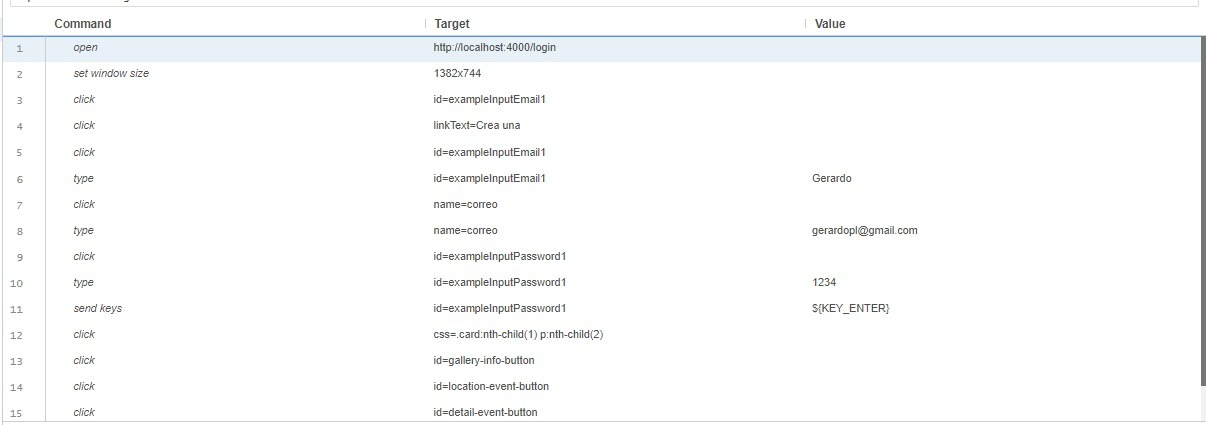 Command Target Value
1 open http://localhost:4000/login
2 set window size 1382x744
3 click id=exampleInputEmail1
4 click linkText=Crea una
5 click id=exampleInputEmail1
6 type id=exampleInputEmail1 Gerardo
7 click name=correo
8 type name=correo gerardopl@gmail.com
9 click id=exampleInputPassword1
10 type id=exampleInputPassword1 1234
11 send keys id=exampleInputPassword1 ${KEY_ENTER}
12 click css=.card:nth-child(1) p:nth-child(2)
13 click id=gallery-info-button
14 click id=location-event-button
15 click id=detail-event-button